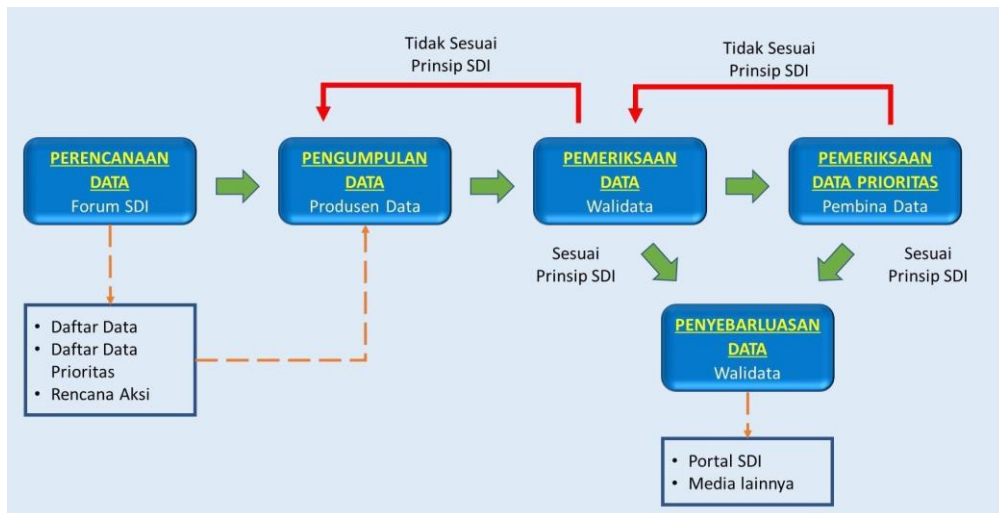 Tidak Sesuai
Prinsip SDI
Tidak Sesuai
Prinsip SDI
PERENCANAAN
DATA
Forum SDI
PENGUMPULAN
DATA
Produsen Data
PEMERIKSAAN
DATA
Walidata
PEMERIKSAAN
DATA PRIORITAS
Pembina Data
Sesuai
Prinsip SDI
Sesuai
Prinsip SDI
• Daftar Data
• Daftar Data
Prioritas
• Rencana Aksi
PENYEBARLUASAN
DATA
Walidata
• Portal SDI
• Media lainnya